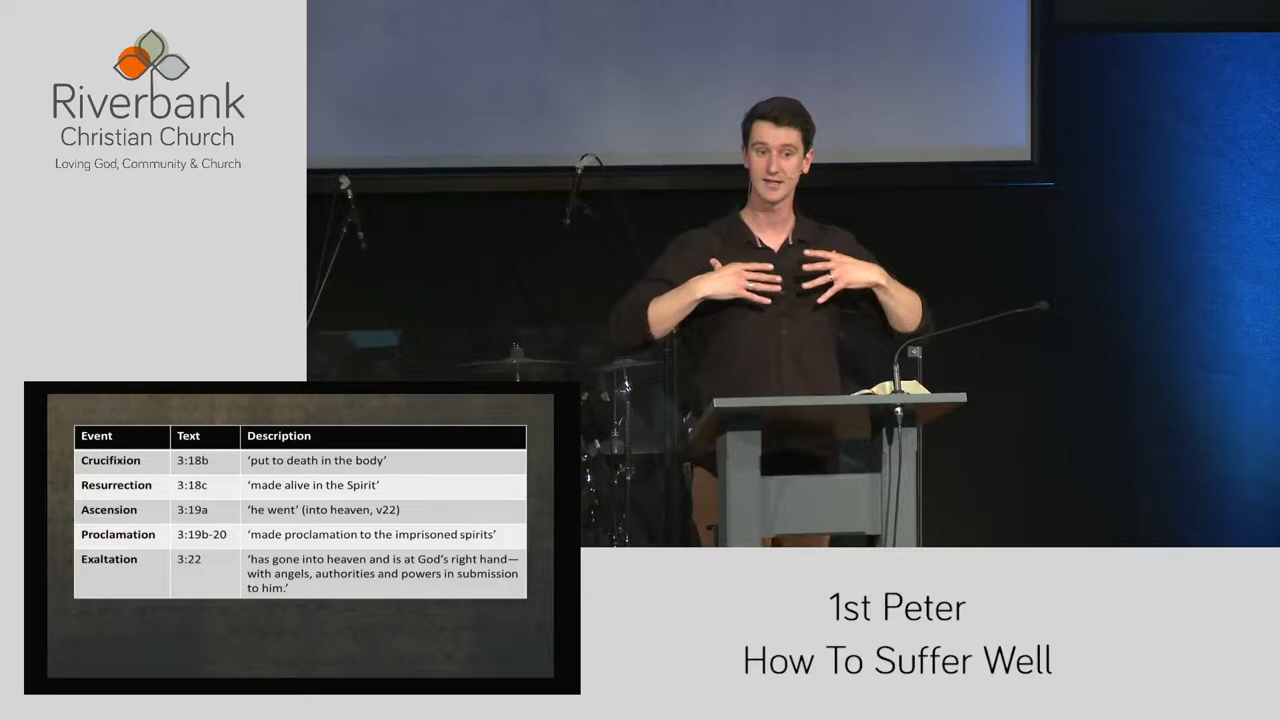 Riverbank
Christian Church
Loving God, Community & Church
Event Text Description
Crucifixion 3:18b ‘put to death in the body’
Resurrection 3:18c ‘made alive in the Spirit’
Ascension 3:19a ‘he went’ (into heaven, v22)
Proclamation 3:19b-20 ‘made proclamation to the imprisoned spirits’
Exaltation 3:22 ‘has gone into heaven and is at God’s right hand—
with angels, authorities and powers in submission
to him.’
1st Peter
How To Suffer Well